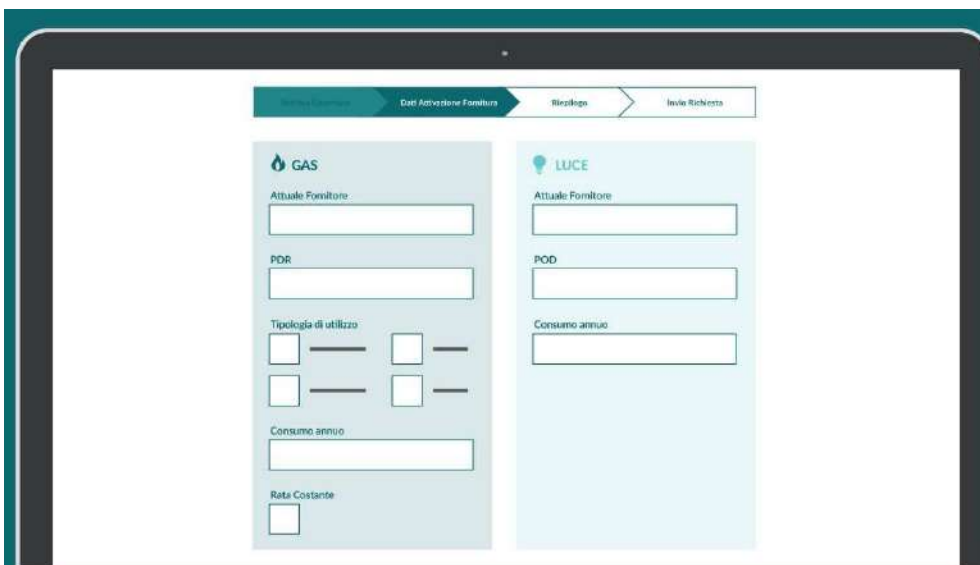 Dati Attivazione Fornitura
Riepilogo
Invio Richiesta
GAS
Attuale Fornitore
PDR
Tipologia di utilizzo
Consumo annuo
Rata Costante
LUCE
Attuale Fornitore
POD
Consumo annuo